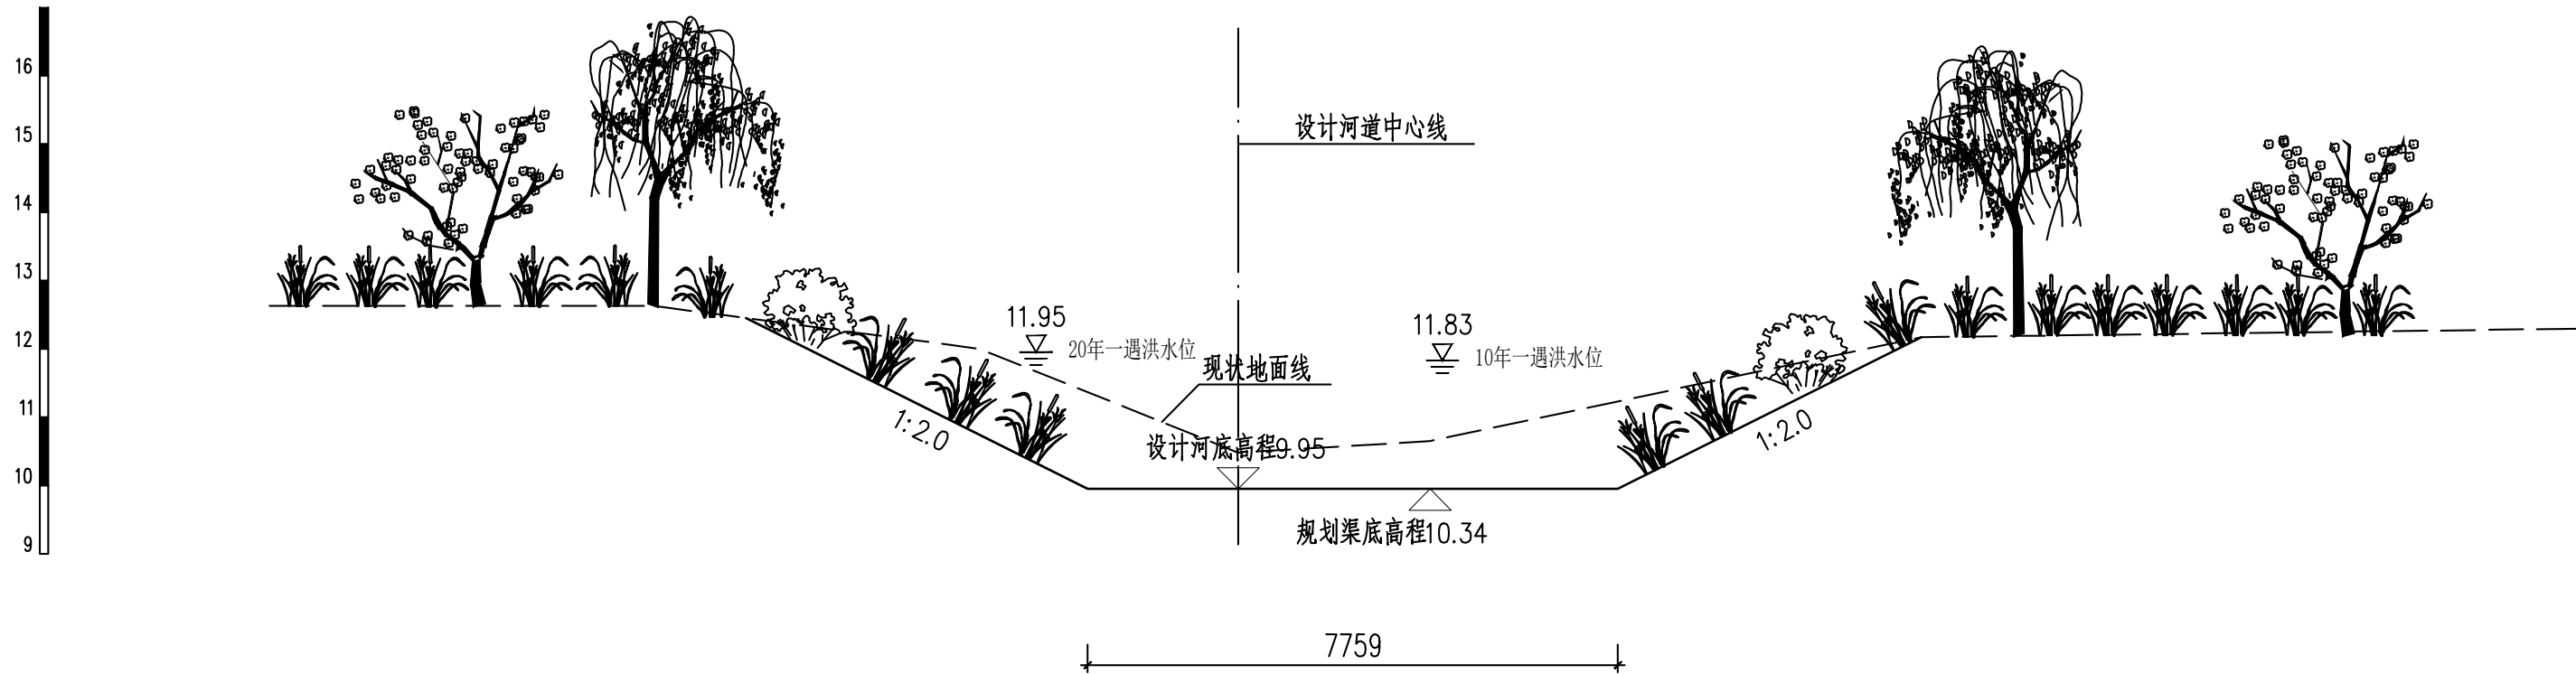 16
15
14
13
12
11
10
9
设计河道中心线
11.95
20年一遇洪水位
11.83
10年一遇洪水位
现状地面线
1:2.0
1:2.0
设计河底高程9.95
规划渠底高程10.34
7759